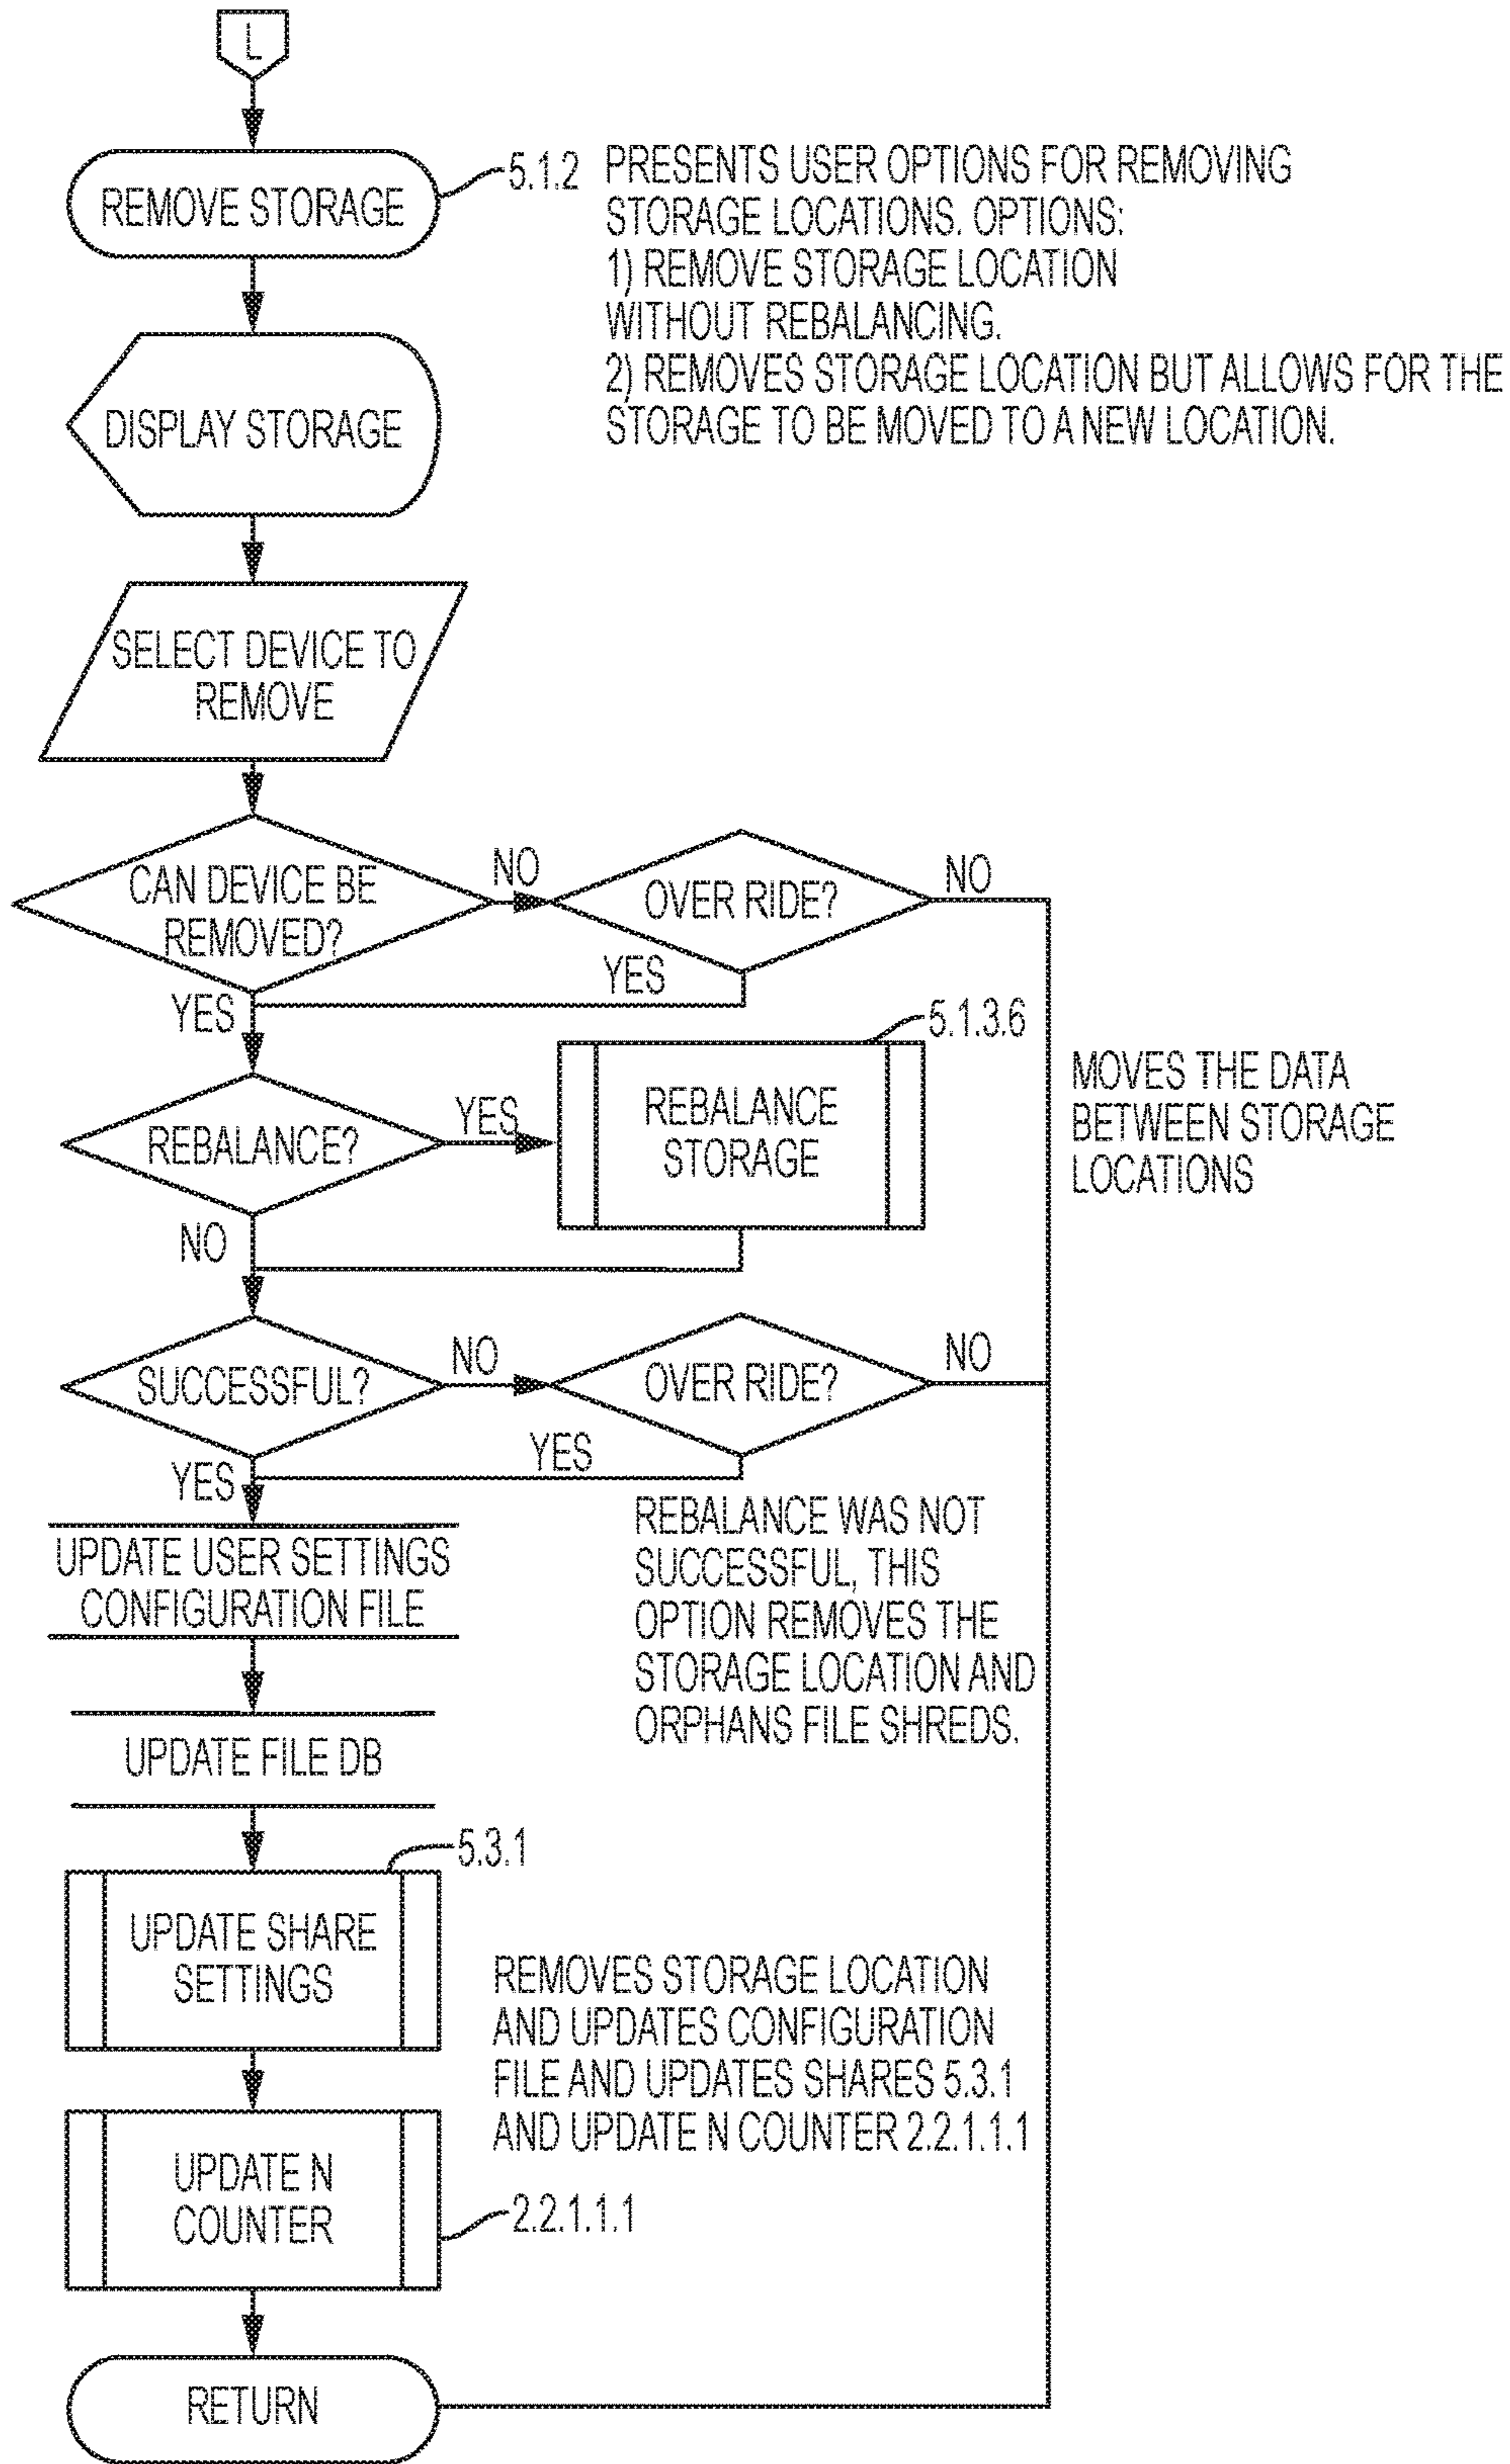 L
REMOVE STORAGE
5.1.2
PRESENTS USER OPTIONS FOR REMOVING
STORAGE LOCATIONS. OPTIONS:
1) REMOVE STORAGE LOCATION
WITHOUT REBALANCING.
2) REMOVES STORAGE LOCATION BUT ALLOWS FOR THE
STORAGE TO BE MOVED TO A NEW LOCATION.
DISPLAY STORAGE
SELECT DEVICE TO
REMOVE
CAN DEVICE BE
REMOVED?
NO
OVER RIDE?
NO
YES
YES
5.1.3.6
REBALANCE?
YES
REBALANCE
STORAGE
MOVES THE DATA
BETWEEN STORAGE
LOCATIONS
NO
SUCCESSFUL?
NO
OVER RIDE?
NO
YES
YES
REBALANCE WAS NOT
SUCCESSFUL, THIS
OPTION REMOVES THE
STORAGE LOCATION AND
ORPHANS FILE SHREDS.
UPDATE USER SETTINGS
CONFIGURATION FILE
UPDATE FILE DB
5.3.1
UPDATE SHARE
SETTINGS
REMOVES STORAGE LOCATION
AND UPDATES CONFIGURATION
FILE AND UPDATES SHARES 5.3.1
AND UPDATE N COUNTER 2.2.1.1.1
UPDATE N
COUNTER
2.2.1.1.1
RETURN